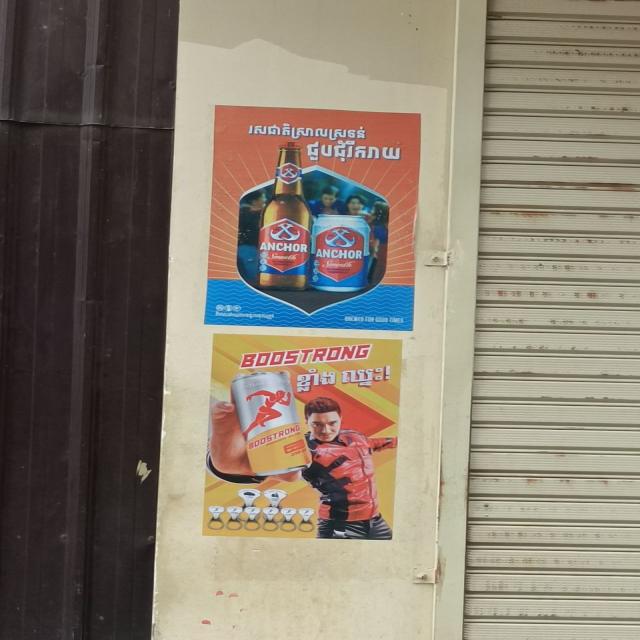 រសជាតិស្រាលស្រទន់
ជួបជុំរីករាយ
ANCHOR
Smooth
ANCHOR
Smooth
BREWED FOR GOOD TIMES
BOOSTRONG
ខ្លាំង ឈ្នះ!
BOOSTRONG